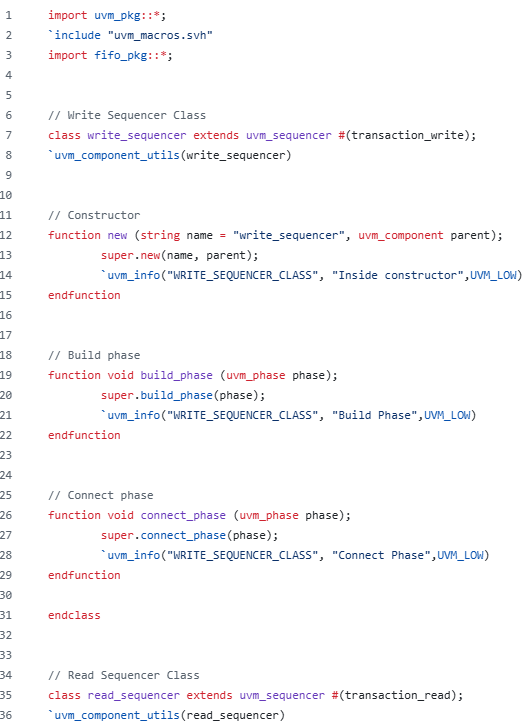 1 import uvm_pkg::*;
2 `include "uvm_macros.svh"
3 import fifo_pkg::*;
4
5
6 // Write Sequencer Class
7 class write_sequencer extends uvm_sequencer #(transaction_write);
8 `uvm_component_utils(write_sequencer)
9
10
11 // Constructor
12 function new (string name = "write_sequencer", uvm_component parent);
13 super.new(name, parent);
14 `uvm_info("WRITE_SEQUENCER_CLASS", "Inside constructor",UVM_LOW)
15 endfunction
16
17
18 // Build phase
19 function void build_phase (uvm_phase phase);
20 super.build_phase(phase);
21 `uvm_info("WRITE_SEQUENCER_CLASS", "Build Phase",UVM_LOW)
22 endfunction
23
24
25 // Connect phase
26 function void connect_phase (uvm_phase phase);
27 super.connect_phase(phase);
28 `uvm_info("WRITE_SEQUENCER_CLASS", "Connect Phase",UVM_LOW)
29 endfunction
30
31 endclass
32
33
34 // Read Sequencer Class
35 class read_sequencer extends uvm_sequencer #(transaction_read);
36 `uvm_component_utils(read_sequencer)